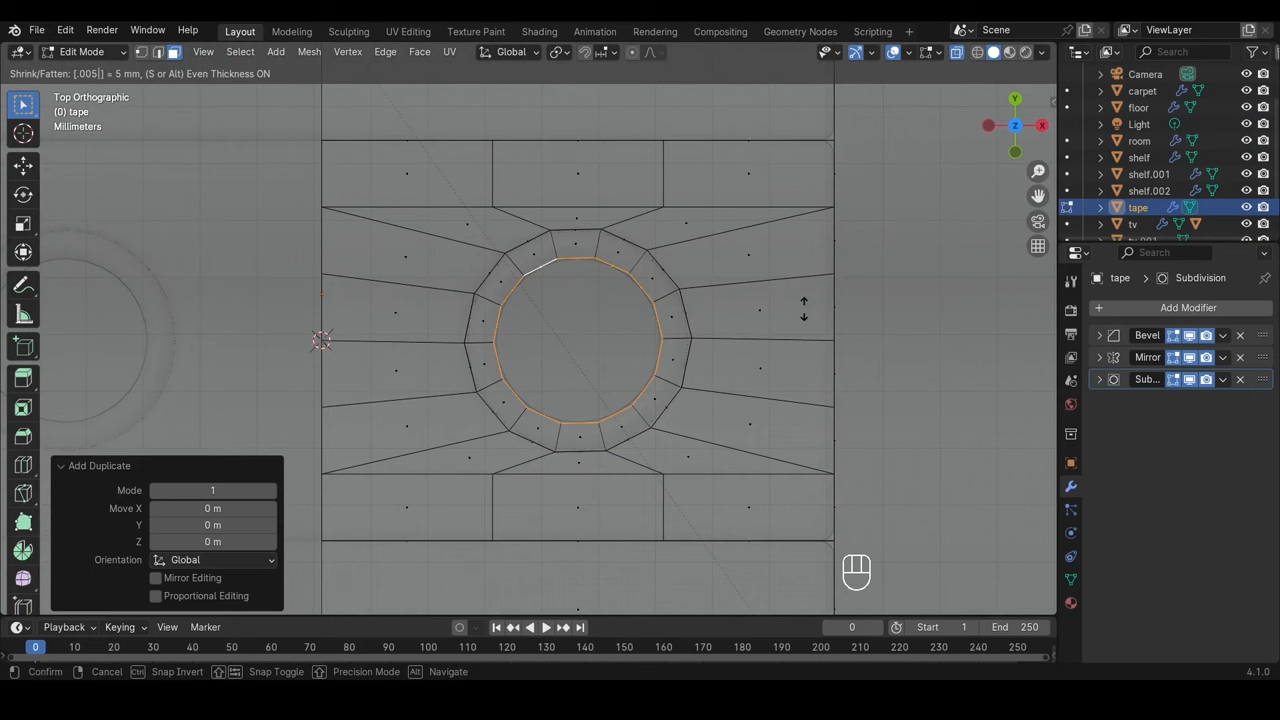 File Edit Render Window Help Layout Modeling Sculpting UV Editing Texture Paint Shading Animation Rendering Compositing Geometry Nodes Scripting Scene ViewLayer
Edit Mode View Select Add Mesh Vertex Edge Face UV Global Search
Shrink/Fatten: [.005|] = 5 mm, (S or Alt) Even Thickness ON
Top Orthographic
(0) tape
Millimeters
Y
Z
X
Camera
carpet
floor
Light
room
shelf
shelf.001
shelf.002
tape
tv
tv.001
Search
tape Subdivision
+ Add Modifier
Bevel
Mirror
Sub...
Add Duplicate
Mode 1
Move X 0 m
Y 0 m
Z 0 m
Orientation Global
Mirror Editing
Proportional Editing
Playback Keying View Marker 0 Start 1 End 250
0 10 20 30 40 50 60 70 80 90 100 110 120 130 140 150 160 170 180 190 200 210 220 230 240 250
Confirm Cancel Ctrl Snap Invert Snap Toggle Precision Mode Alt Navigate 4.1.0